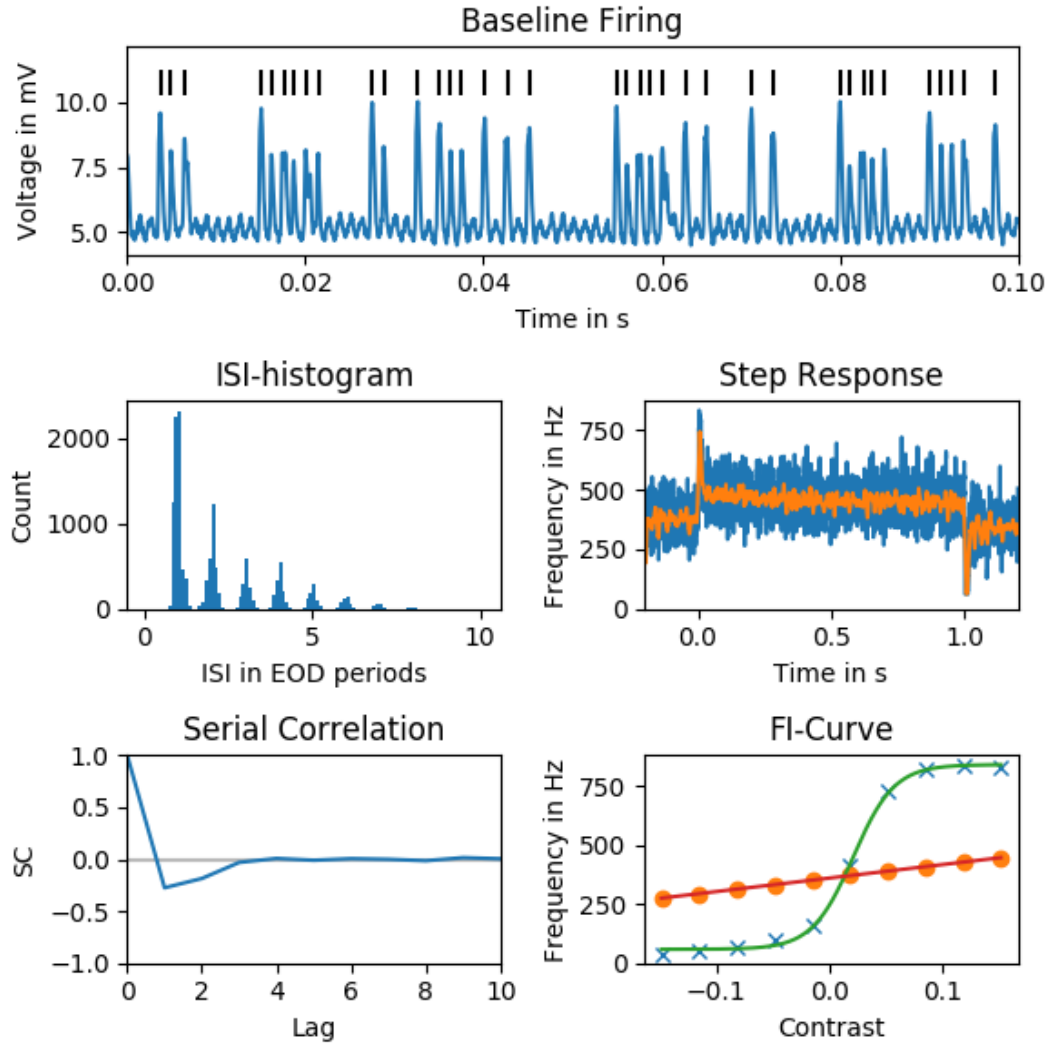 Baseline Firing
Voltage in mV
10.0
7.5
5.0
0.00 0.02 0.04 0.06 0.08 0.10
Time in s
ISI-histogram
Count
2000
1000
0
0 5 10
ISI in EOD periods
Step Response
Frequency in Hz
750
500
250
0
0.0 0.5 1.0
Time in s
Serial Correlation
SC
1.0
0.5
0.0
−0.5
−1.0
0 2 4 6 8 10
Lag
FI-Curve
Frequency in Hz
750
500
250
0
−0.1 0.0 0.1
Contrast